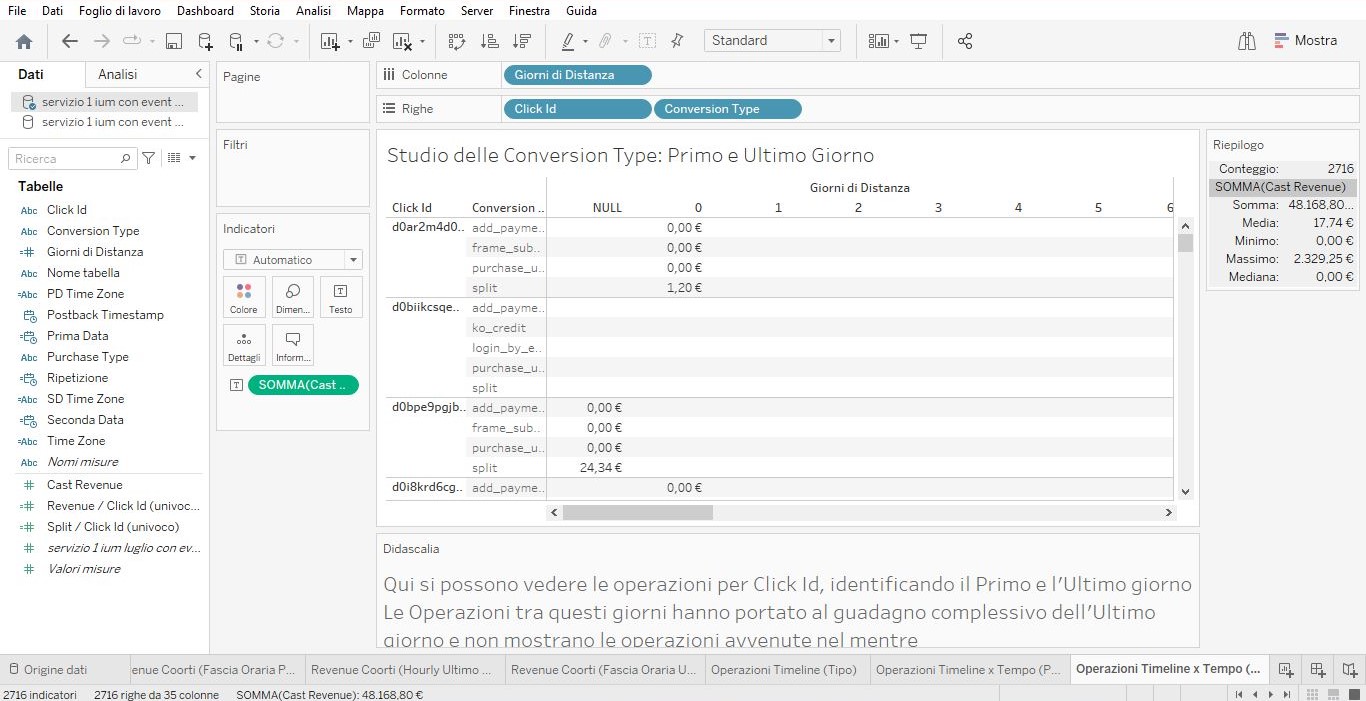 File Dati Foglio di lavoro Dashboard Storia Analisi Mappa Formato Server Finestra Guida
Standard Mostra
Dati Analisi
servizio 1 ium con event ...
servizio 1 ium con event ...
Ricerca
Tabelle
Abc Click Id
Abc Conversion Type
Giorni di Distanza
Abc Nome tabella
=Abc PD Time Zone
Postback Timestamp
Prima Data
Abc Purchase Type
Ripetizione
=Abc SD Time Zone
Seconda Data
=Abc Time Zone
Abc Nomi misure
Cast Revenue
Revenue / Click Id (univoc...
Split / Click Id (univoco)
servizio 1 ium luglio con ev...
Valori misure
Pagine
Filtri
Indicatori
Automatico
Colore Dimen... Testo
Dettagli Inform...
SOMMA(Cast ..
Colonne Giorni di Distanza
Righe Click Id Conversion Type
Studio delle Conversion Type: Primo e Ultimo Giorno
Giorni di Distanza
Click Id Conversion .. NULL 0 1 2 3 4 5 6
d0ar2m4d0.. add_payme.. 0,00 €
frame_sub.. 0,00 €
purchase_u.. 0,00 €
split 1,20 €
d0biikcsqe.. add_payme..
ko_credit
login_by_e..
purchase_u..
split
d0bpe9pgjb.. add_payme.. 0,00 €
frame_sub.. 0,00 €
purchase_u.. 0,00 €
split 24,34 €
d0i8krd6cg.. add_payme.. 0,00 €
Riepilogo
Conteggio: 2716
SOMMA(Cast Revenue)
Somma: 48.168,80...
Media: 17,74 €
Minimo: 0,00 €
Massimo: 2.329,25 €
Mediana: 0,00 €
Didascalia
Qui si possono vedere le operazioni per Click Id, identificando il Primo e l'Ultimo giorno
Le Operazioni tra questi giorni hanno portato al guadagno complessivo dell'Ultimo
giorno e non mostrano le operazioni avvenute nel mentre
Origine dati enue Coorti (Fascia Oraria P... Revenue Coorti (Hourly Ultimo ... Revenue Coorti (Fascia Oraria U... Operazioni Timeline (Tipo) Operazioni Timeline x Tempo (P... Operazioni Timeline x Tempo (...
2716 indicatori 2716 righe da 35 colonne SOMMA(Cast Revenue): 48.168,80 €